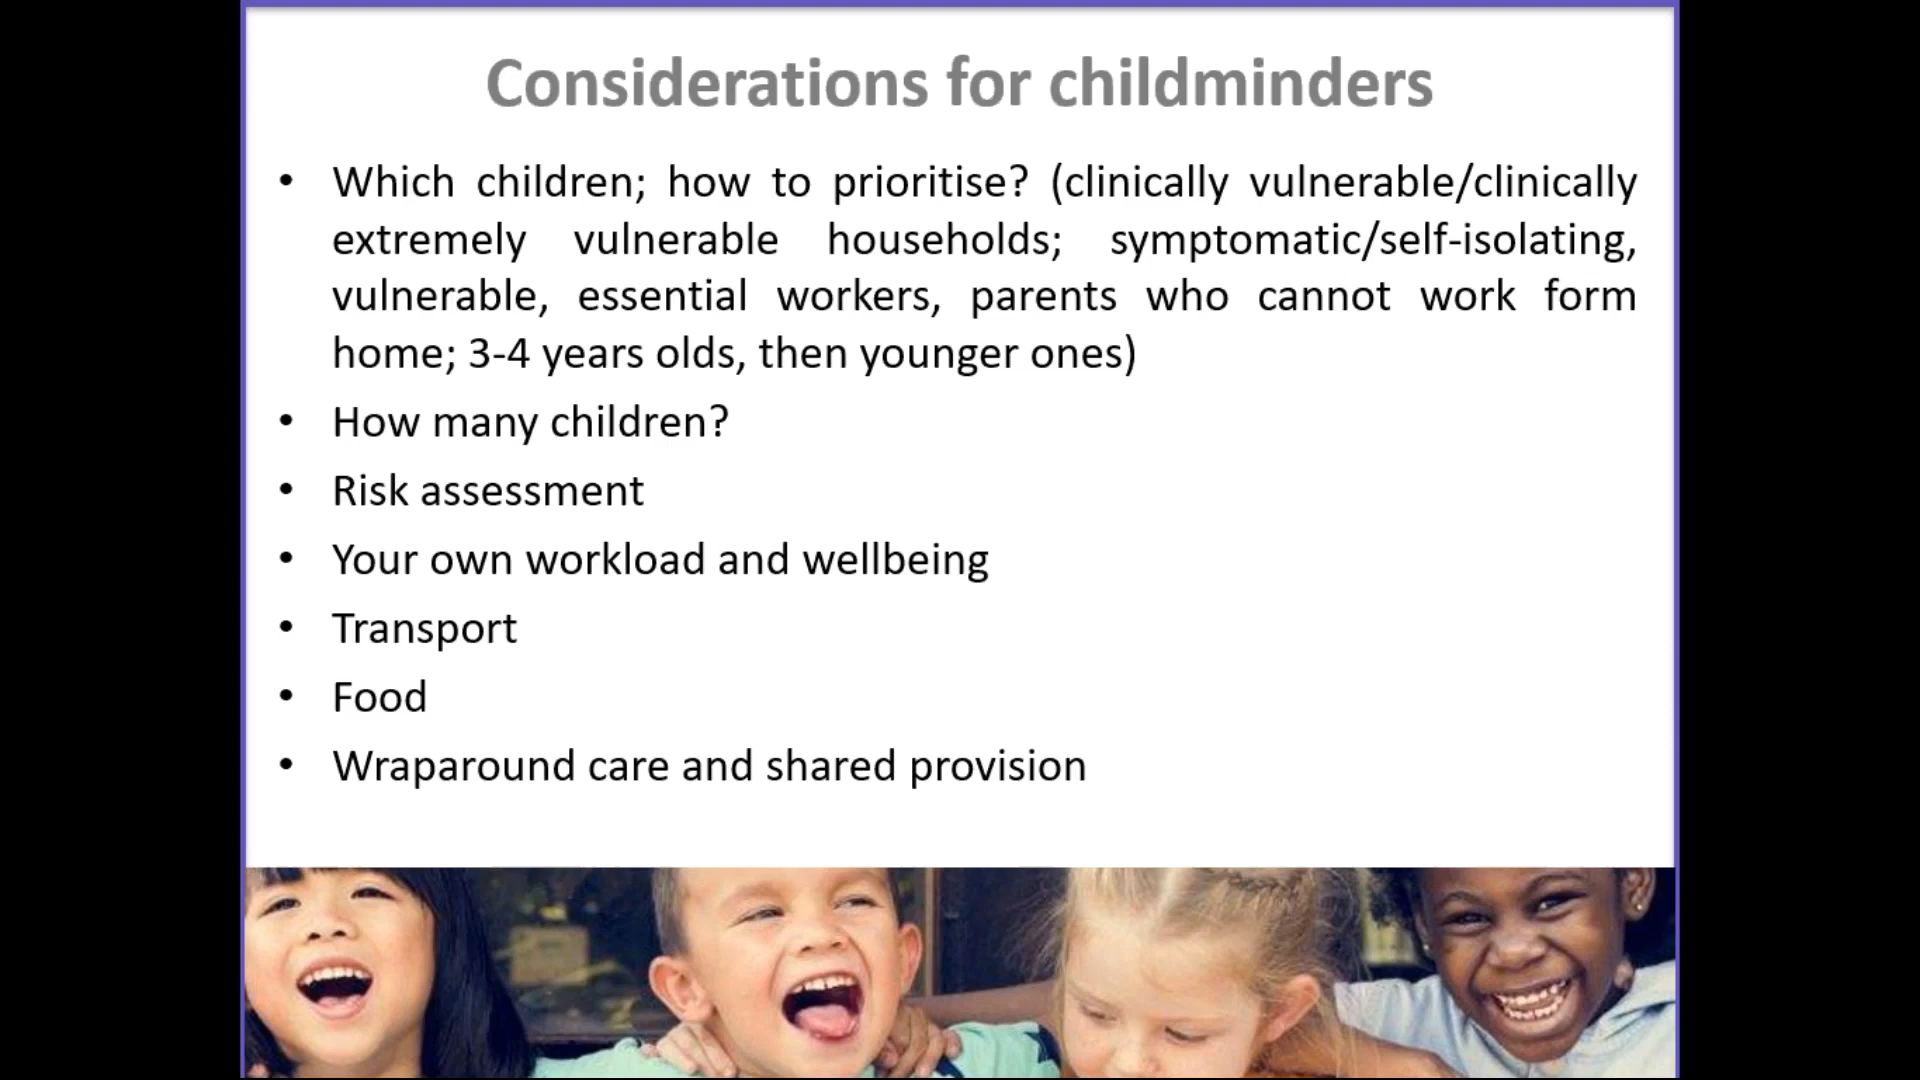 Considerations for childminders
• Which children; how to prioritise? (clinically vulnerable/clinically
extremely vulnerable households; symptomatic/self-isolating,
vulnerable, essential workers, parents who cannot work form
home; 3-4 years olds, then younger ones)
• How many children?
• Risk assessment
• Your own workload and wellbeing
• Transport
• Food
• Wraparound care and shared provision